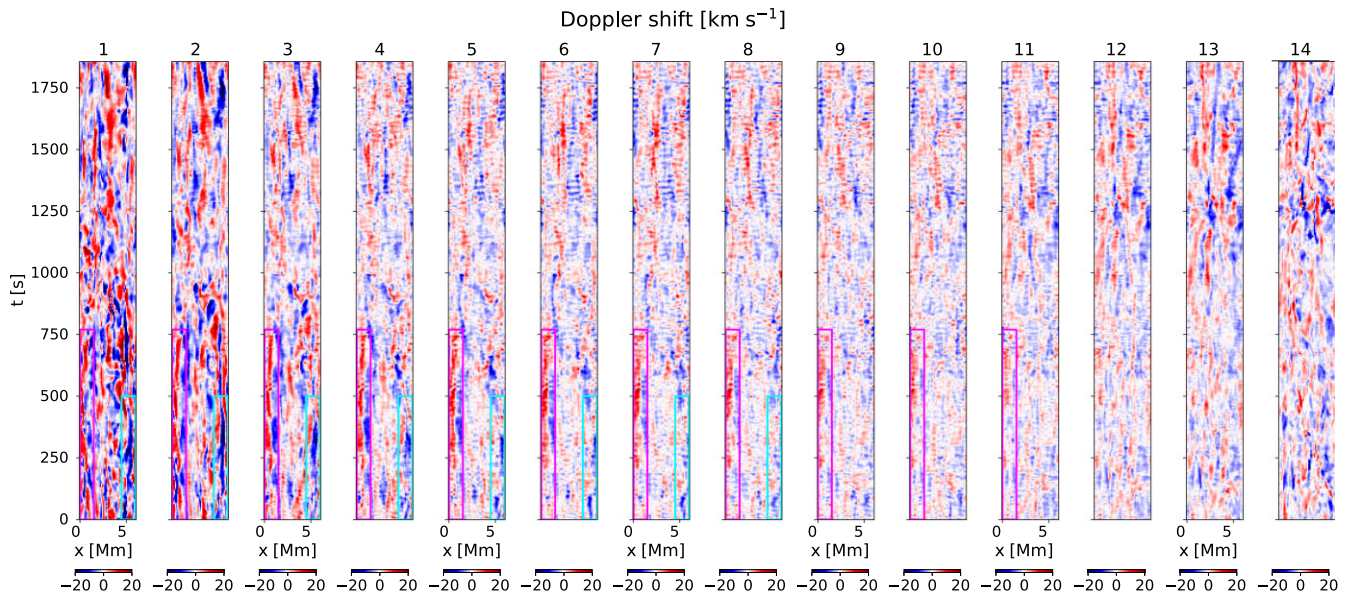 Doppler shift [km s⁻¹]
1 2 3 4 5 6 7 8 9 10 11 12 13 14
1750
1500
1250
1000
750
500
250
0
t [s]
0 5 0 5 0 5 0 5 0 5 0 5 0 5
x [Mm] x [Mm] x [Mm] x [Mm] x [Mm] x [Mm] x [Mm]
−20 0 20 −20 0 20 −20 0 20 −20 0 20 −20 0 20 −20 0 20 −20 0 20 −20 0 20 −20 0 20 −20 0 20 −20 0 20 −20 0 20 −20 0 20 −20 0 20